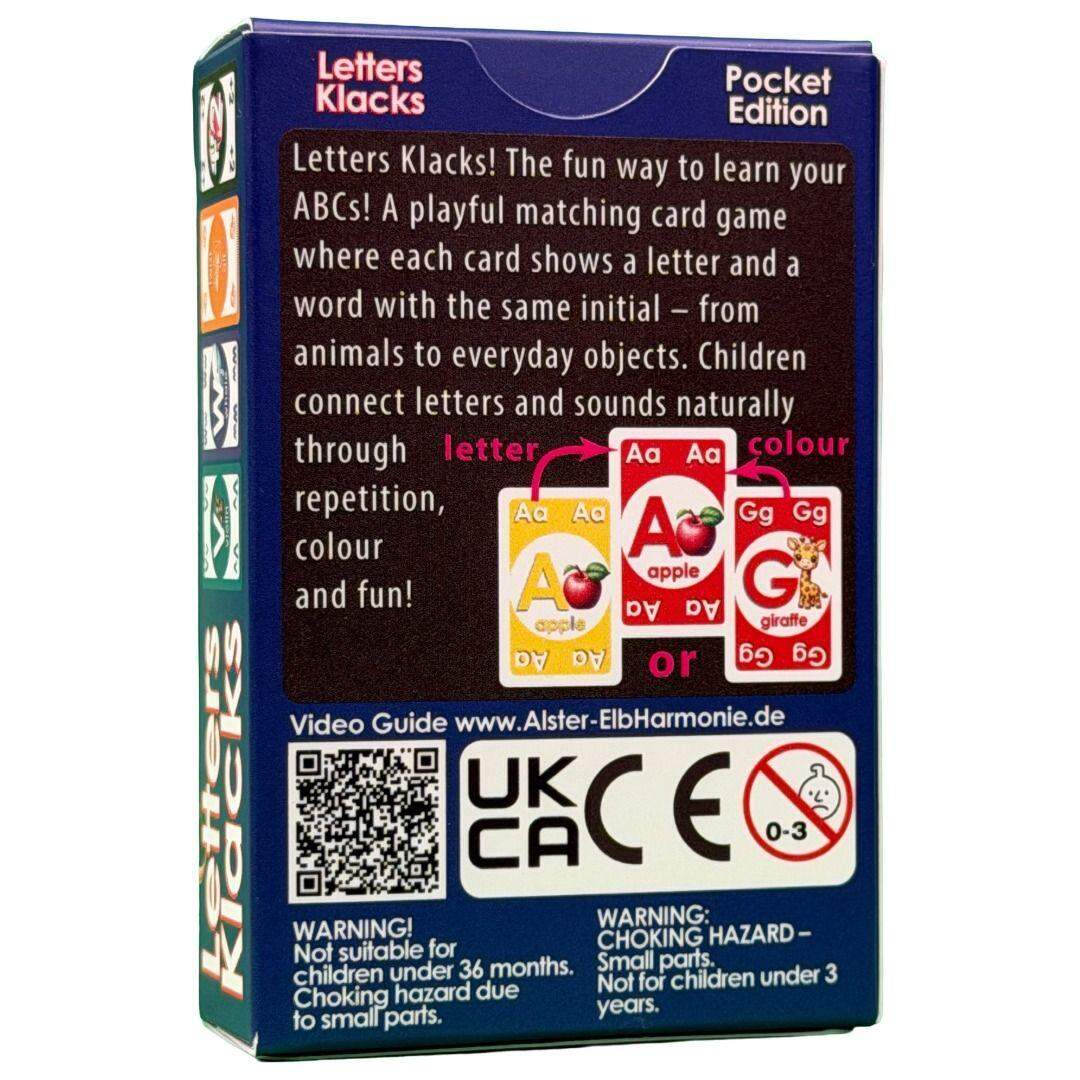 Letters
Klacks
Pocket
Edition
Letters Klacks! The fun way to learn your
ABCs! A playful matching card game
where each card shows a letter and a
word with the same initial – from
animals to everyday objects. Children
connect letters and sounds naturally
through
repetition,
colour
and fun!
letter
colour
Aa Aa
A
apple
Aa Aa
Aa Aa
A
apple
Aa Aa
Gg Gg
G
giraffe
Gg Gg
or
Video Guide www.Alster-ElbHarmonie.de
UK
CA
CE
0-3
WARNING!
Not suitable for
children under 36 months.
Choking hazard due
to small parts.
WARNING:
CHOKING HAZARD –
Small parts.
Not for children under 3
years.
Letters
Klacks
W
V